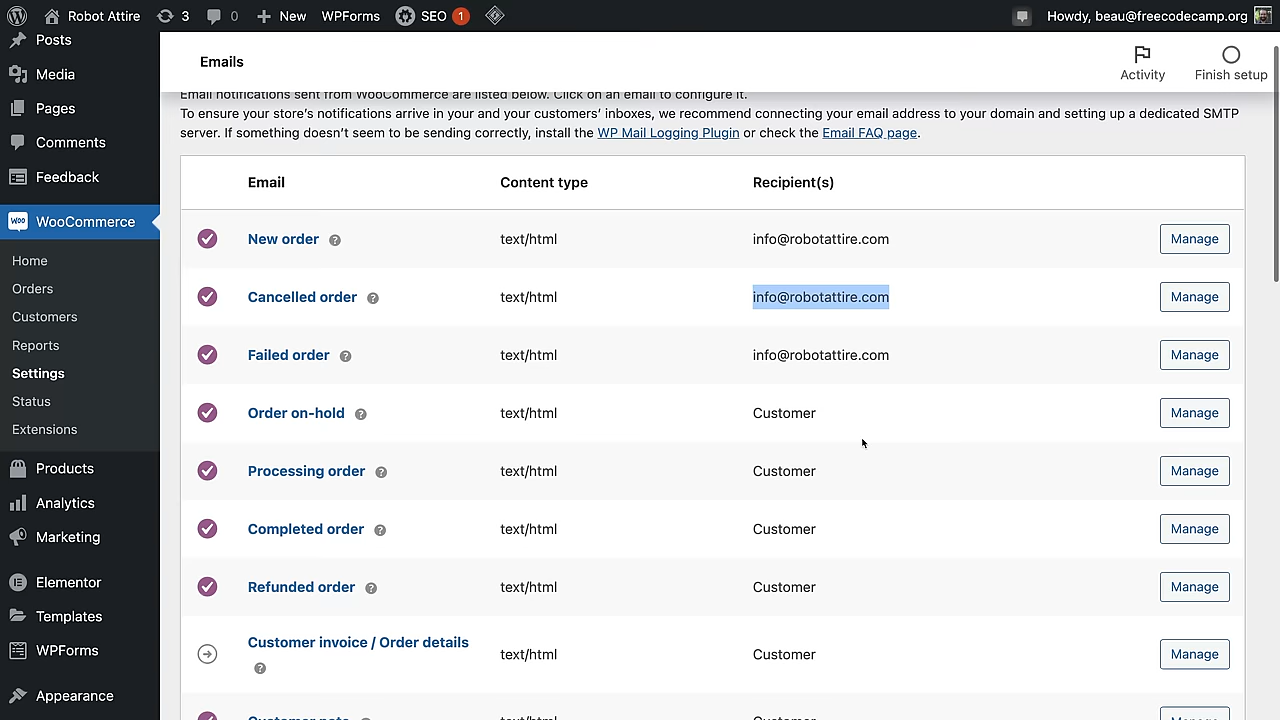 Robot Attire 3 0 New WPForms SEO 1 Howdy, beau@freecodecamp.org
Posts
Media
Pages
Comments
Feedback
woo WooCommerce
Home
Orders
Customers
Reports
Settings
Status
Extensions
Products
Analytics
Marketing
Elementor
Templates
WPForms
Appearance
Emails
Activity
Finish setup
Email notifications sent from WooCommerce are listed below. Click on an email to configure it.
To ensure your store's notifications arrive in your and your customers' inboxes, we recommend connecting your email address to your domain and setting up a dedicated SMTP
server. If something doesn't seem to be sending correctly, install the WP Mail Logging Plugin or check the Email FAQ page.
Email Content type Recipient(s)
New order ? text/html info@robotattire.com Manage
Cancelled order ? text/html info@robotattire.com Manage
Failed order ? text/html info@robotattire.com Manage
Order on-hold ? text/html Customer Manage
Processing order ? text/html Customer Manage
Completed order ? text/html Customer Manage
Refunded order ? text/html Customer Manage
Customer invoice / Order details ? text/html Customer Manage
Customer note